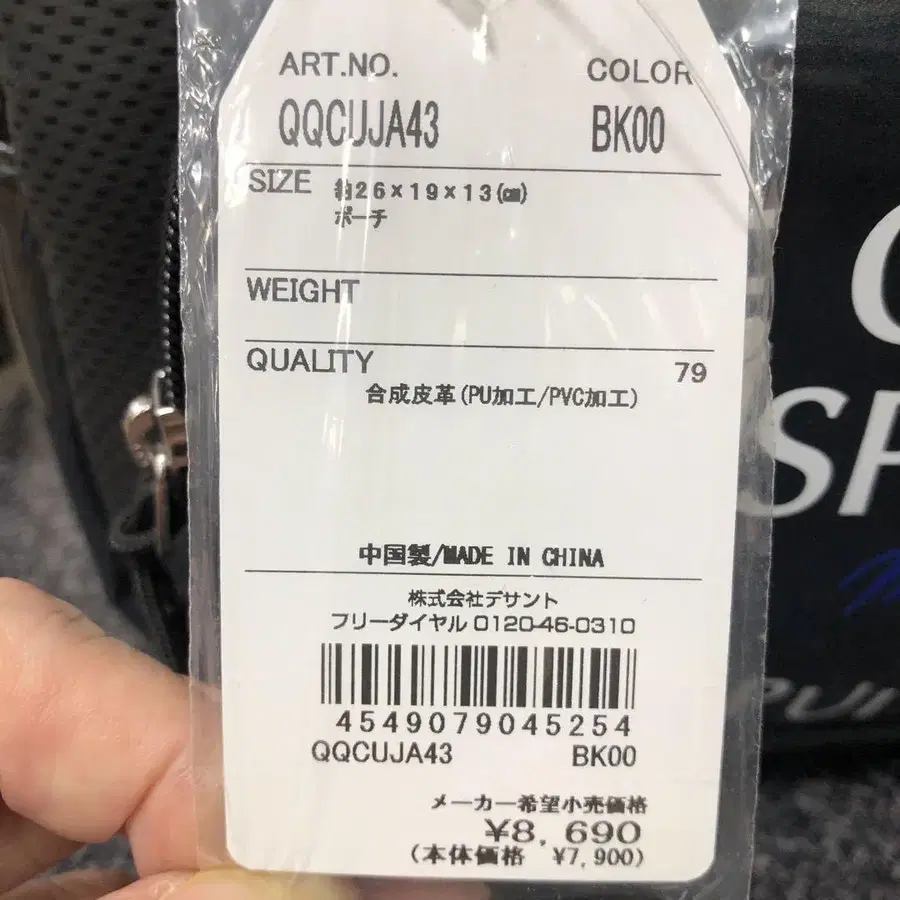 ART.NO. COLOR
QQCUJA43 BK00
SIZE 約26×19×13(㎝)
ポーチ
WEIGHT
QUALITY 79
合成皮革(PU加工/PVC加工)
中国製/MADE IN CHINA
株式会社デサント
フリーダイヤル 0120-46-0310
4549079045254
QQCUJA43 BK00
メーカー希望小売価格
¥8,690
(本体価格 ¥7,900)